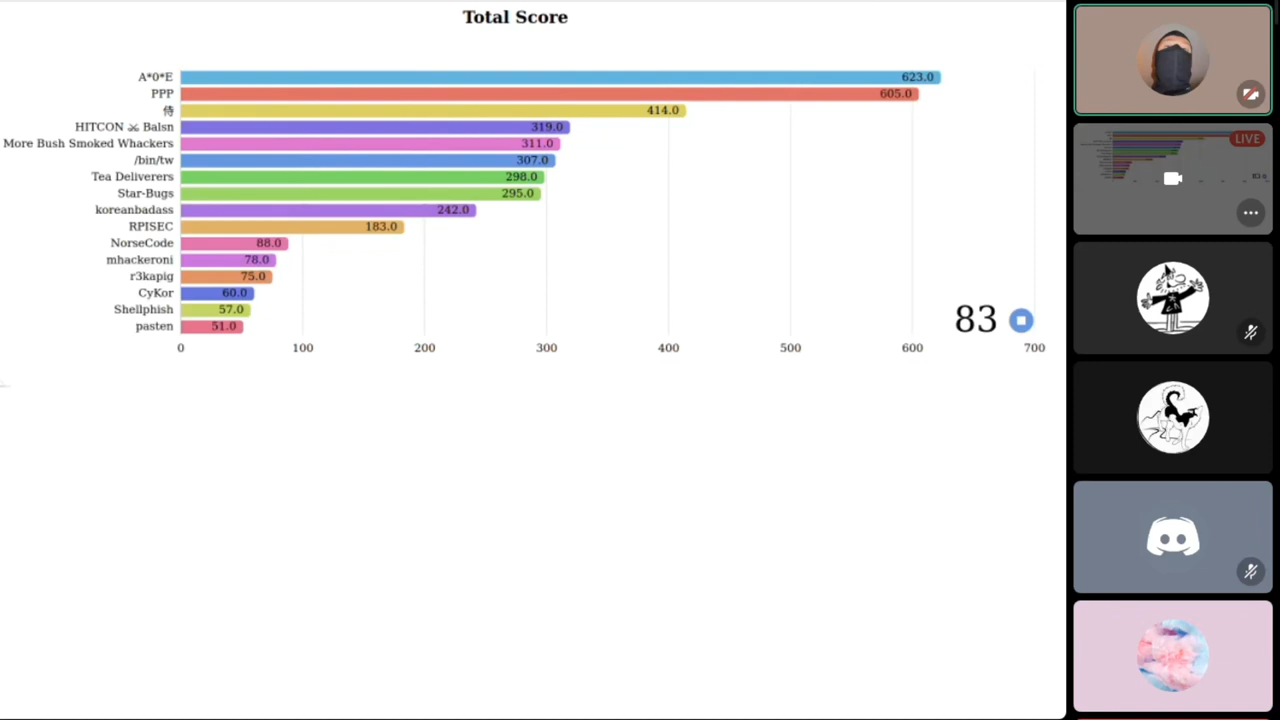 Total Score
A*0*E 623.0
PPP 605.0
侍 414.0
HITCON ⚔ Balsn 319.0
More Bush Smoked Whackers 311.0
/bin/tw 307.0
Tea Deliverers 298.0
Star-Bugs 295.0
koreanbadass 242.0
RPISEC 183.0
NorseCode 88.0
mhackeroni 78.0
r3kapig 75.0
CyKor 60.0
Shellphish 57.0
pasten 51.0
83
0 100 200 300 400 500 600 700
LIVE